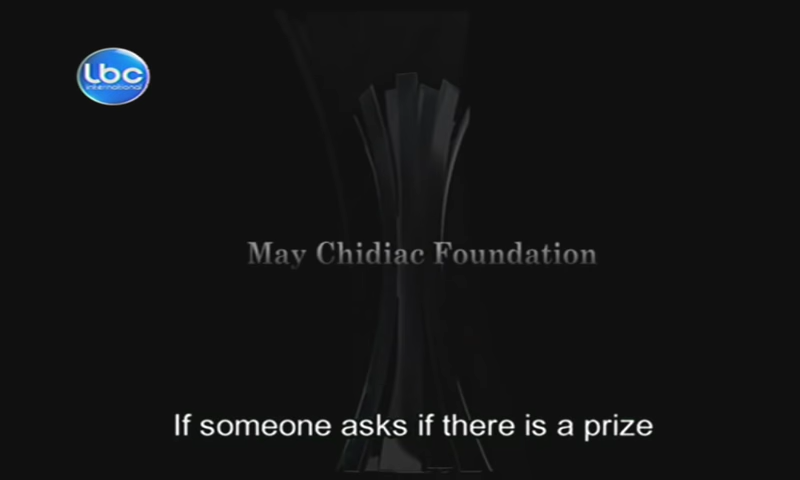 lbc
international
May Chidiac Foundation
If someone asks if there is a prize